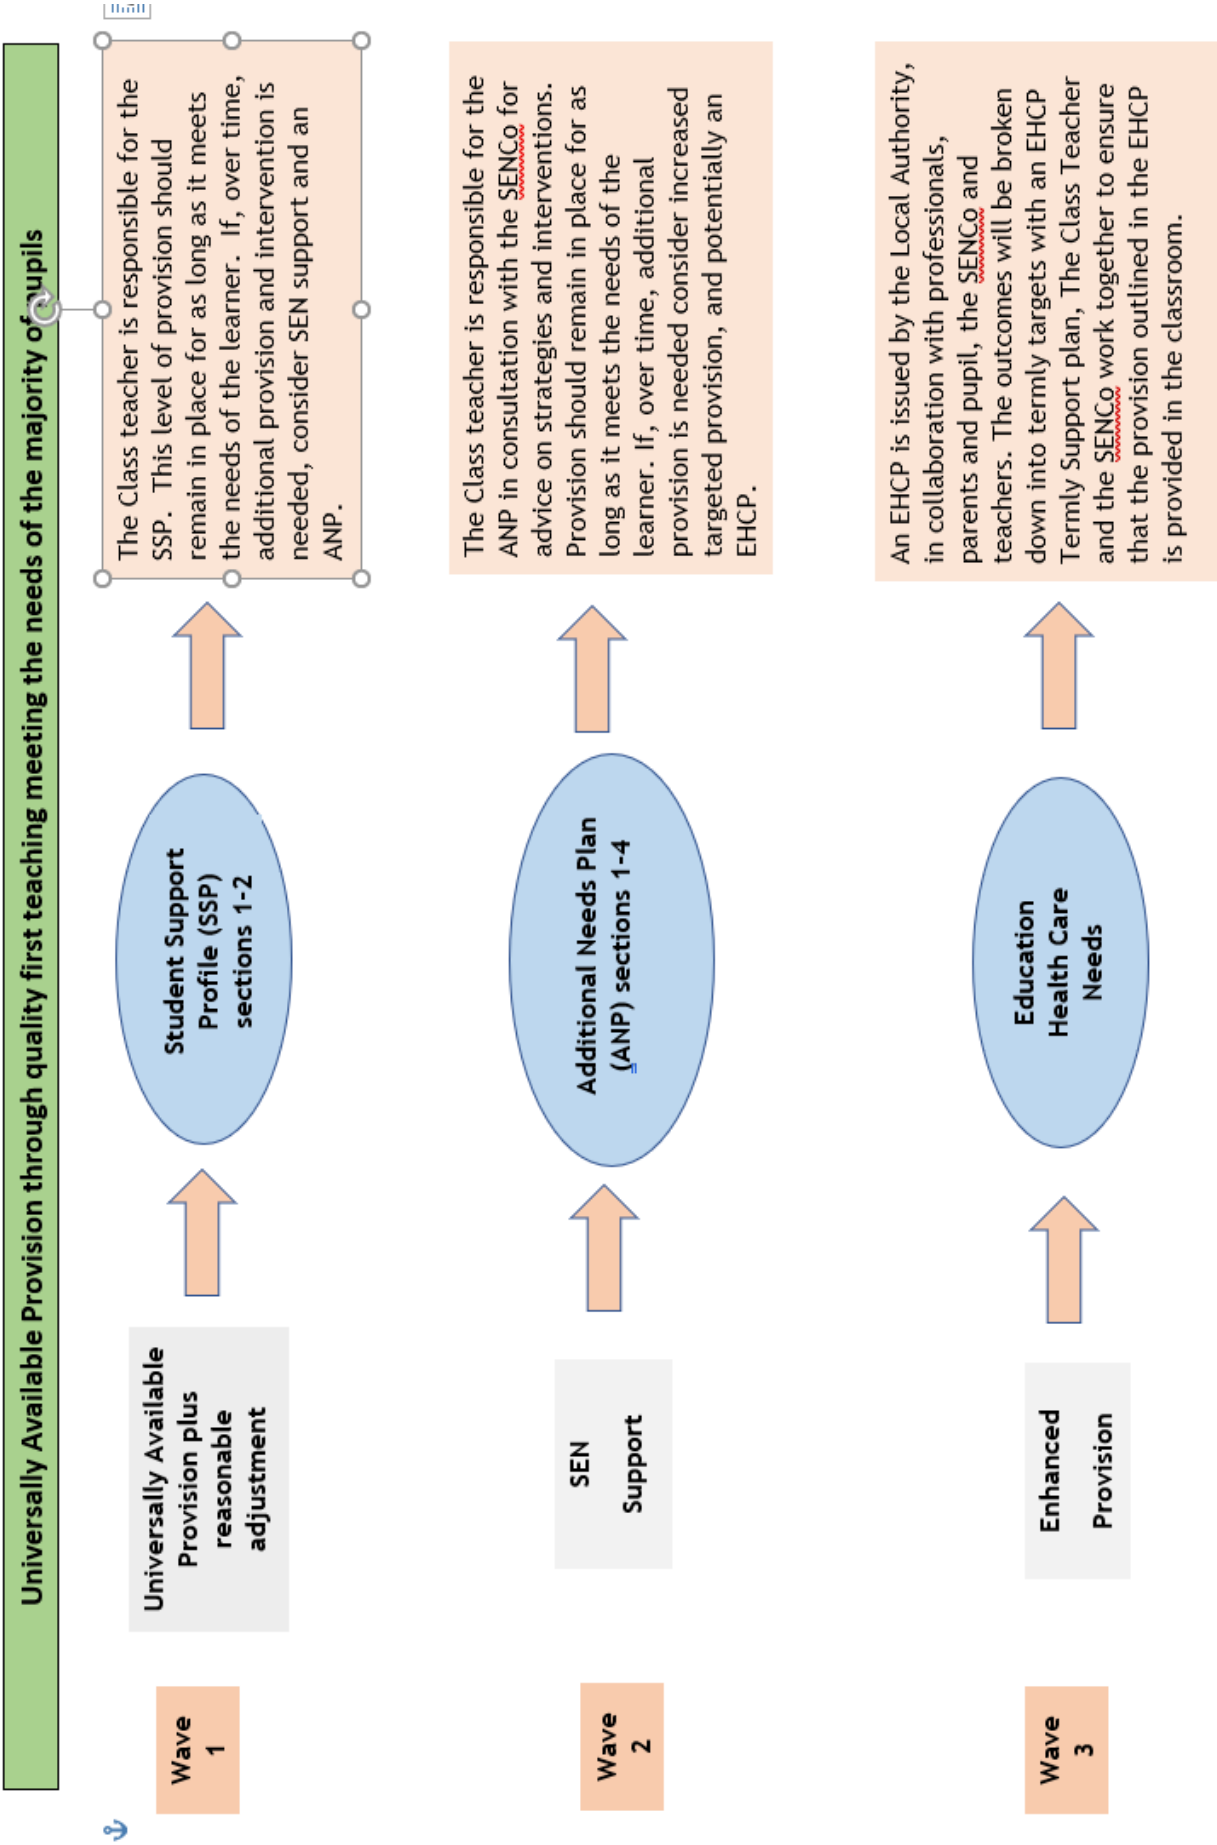 Universally Available Provision through quality first teaching meeting the needs of the majority of pupils
Wave
1
Universally Available
Provision plus
reasonable
adjustment
Student Support
Profile (SSP)
sections 1-2
The Class teacher is responsible for the
SSP. This level of provision should
remain in place for as long as it meets
the needs of the learner. If, over time,
additional provision and intervention is
needed, consider SEN support and an
ANP.
Wave
2
SEN
Support
Additional Needs Plan
(ANP) sections 1-4
The Class teacher is responsible for the
ANP in consultation with the SENCo for
advice on strategies and interventions.
Provision should remain in place for as
long as it meets the needs of the
learner. If, over time, additional
provision is needed consider increased
targeted provision, and potentially an
EHCP.
Wave
3
Enhanced
Provision
Education
Health Care
Needs
An EHCP is issued by the Local Authority,
in collaboration with professionals,
parents and pupil, the SENCo and
teachers. The outcomes will be broken
down into termly targets with an EHCP
Termly Support plan, The Class Teacher
and the SENCo work together to ensure
that the provision outlined in the EHCP
is provided in the classroom.